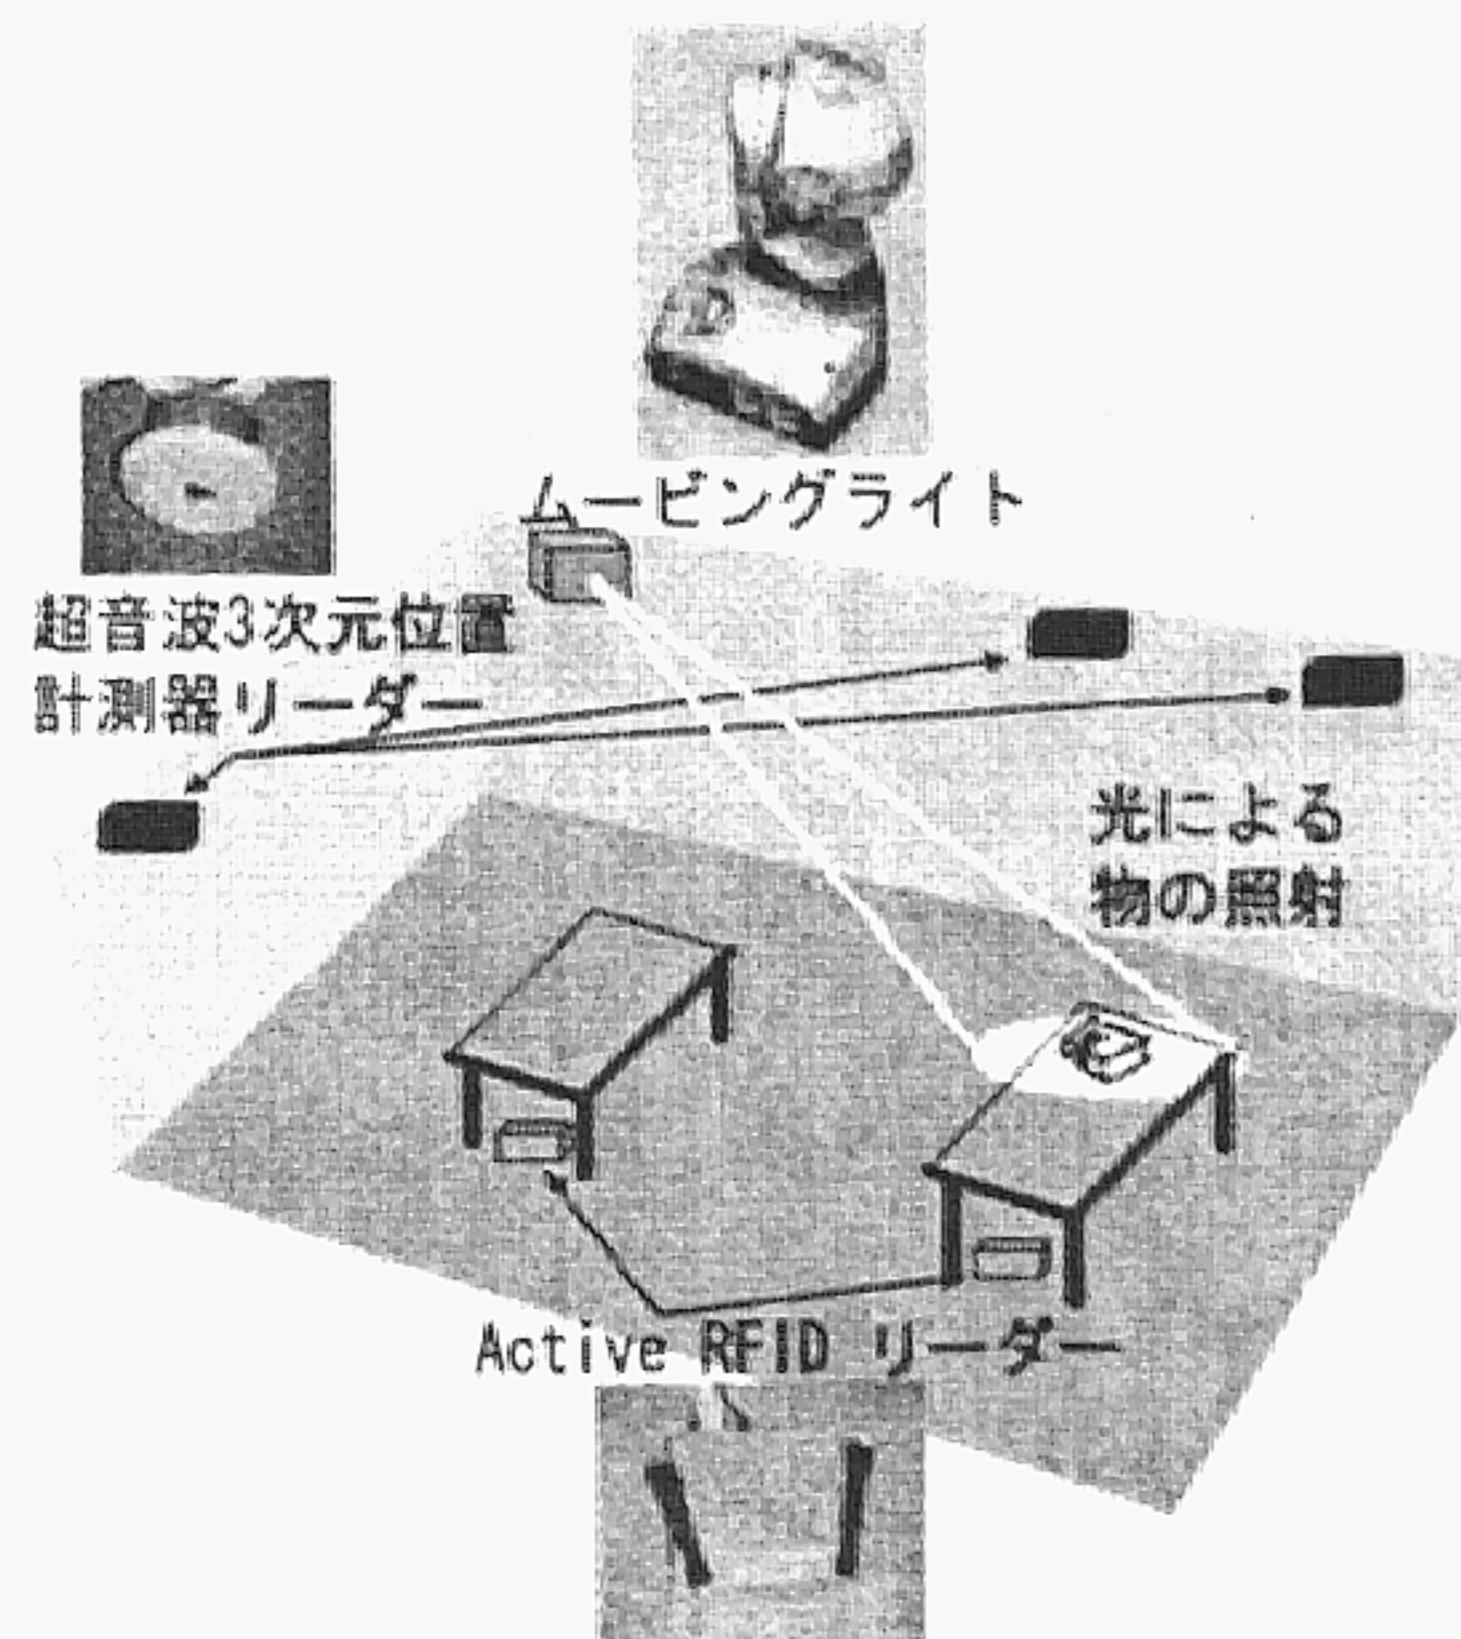 ムービングライト
超音波3次元位置
計測器リーダー
光による
物の照射
Active RFID リーダー